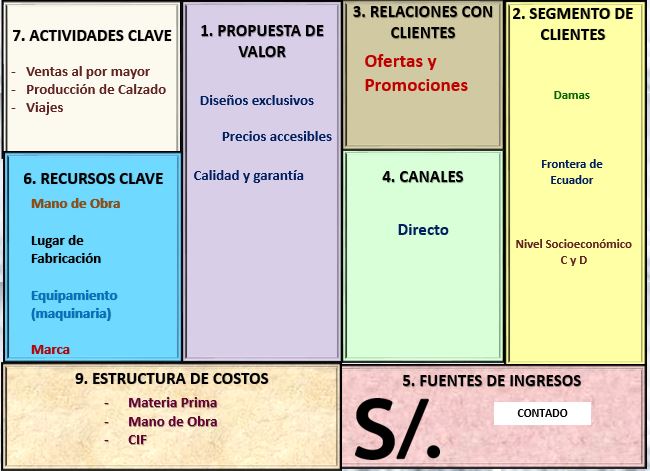 7. ACTIVIDADES CLAVE
- Ventas al por mayor
- Producción de Calzado
- Viajes
1. PROPUESTA DE
VALOR
Diseños exclusivos
Precios accesibles
Calidad y garantía
3. RELACIONES CON
CLIENTES
Ofertas y
Promociones
2. SEGMENTO DE
CLIENTES
Damas
Frontera de
Ecuador
Nivel Socioeconómico
C y D
6. RECURSOS CLAVE
Mano de Obra
Lugar de
Fabricación
Equipamiento
(maquinaria)
Marca
4. CANALES
Directo
9. ESTRUCTURA DE COSTOS
- Materia Prima
- Mano de Obra
- CIF
5. FUENTES DE INGRESOS
S/.
CONTADO